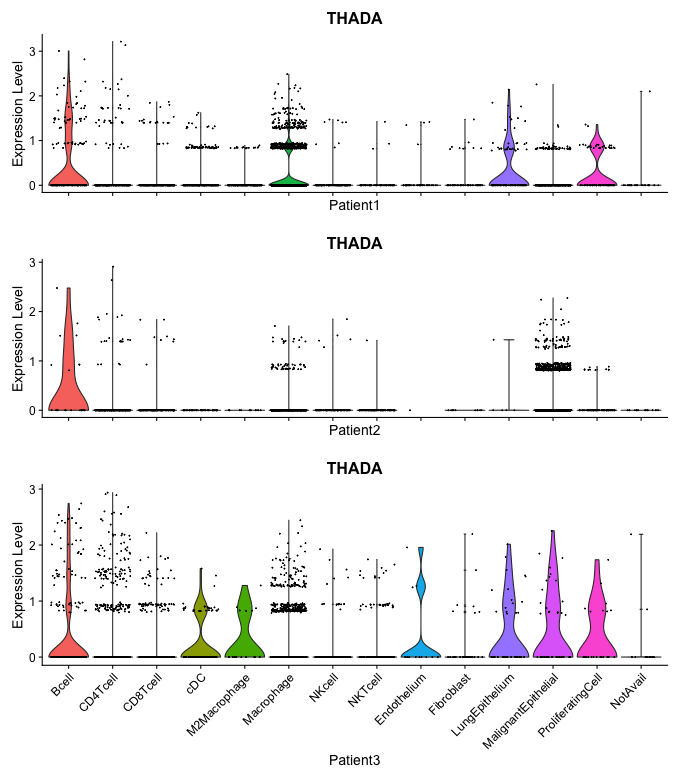 THADA
Expression Level
3
2
1
0
Patient1
THADA
Expression Level
3
2
1
0
Patient2
THADA
Expression Level
3
2
1
0
Bcell
CD4Tcell
CD8Tcell
cDC
M2Macrophage
Macrophage
NKcell
NKTcell
Endothelium
Fibroblast
LungEpithelium
MalignantEpithelial
ProliferatingCell
NotAvail
Patient3